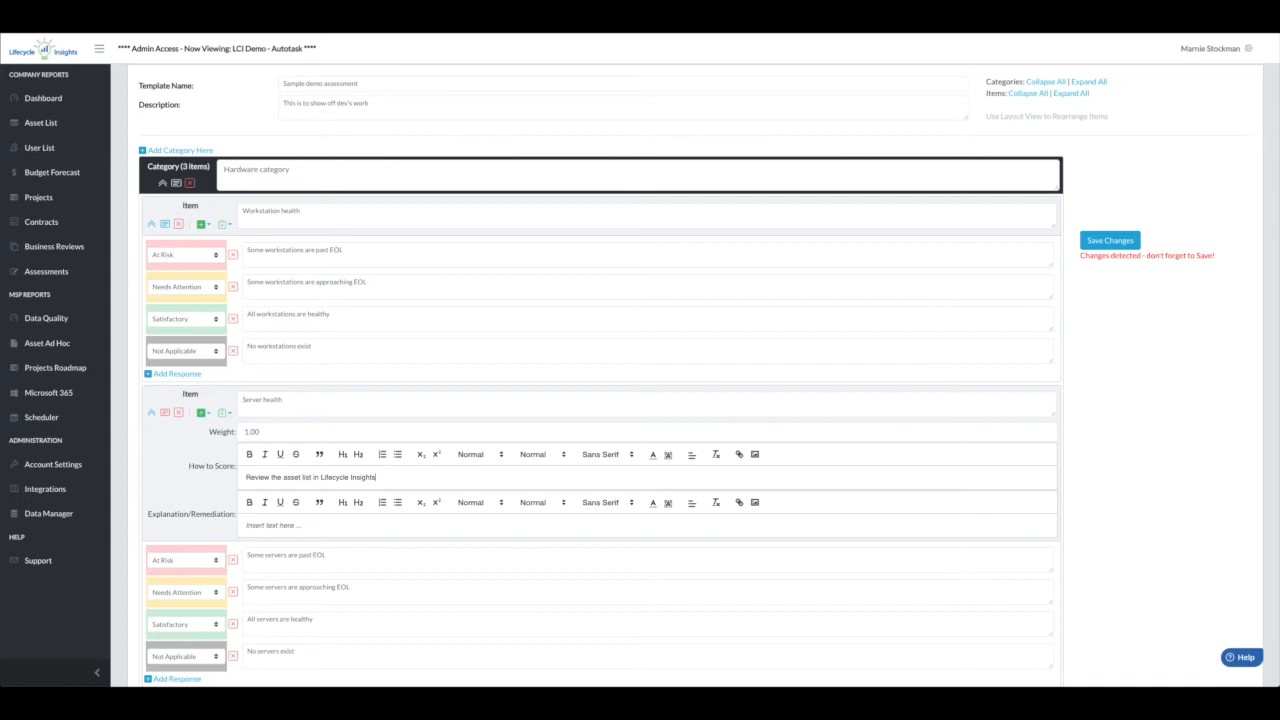 Lifecycle Insights
**** Admin Access - Now Viewing: LCI Demo - Autotask ****
Marnie Stockman
COMPANY REPORTS
Dashboard
Asset List
User List
Budget Forecast
Projects
Contracts
Business Reviews
Assessments
MSP REPORTS
Data Quality
Asset Ad Hoc
Projects Roadmap
Microsoft 365
Scheduler
ADMINISTRATION
Account Settings
Integrations
Data Manager
HELP
Support
Template Name:
Sample demo assessment
Description:
This is to show off dev's work
Categories: Collapse All | Expand All
Items: Collapse All | Expand All
Use Layout View to Rearrange Items
Add Category Here
Category (3 items)
Hardware category
Item
Workstation health
At Risk
Some workstations are past EOL
Needs Attention
Some workstations are approaching EOL
Satisfactory
All workstations are healthy
Not Applicable
No workstations exist
Add Response
Save Changes
Changes detected - don't forget to Save!
Item
Server health
Weight:
1.00
How to Score:
B I U S H1 H2 X2 X2 Normal Normal Sans Serif A A
Review the asset list in Lifecycle Insights
Explanation/Remediation:
B I U S H1 H2 X2 X2 Normal Normal Sans Serif A A
Insert text here ...
At Risk
Some servers are past EOL
Needs Attention
Some servers are approaching EOL
Satisfactory
All servers are healthy
Not Applicable
No servers exist
Add Response
Help